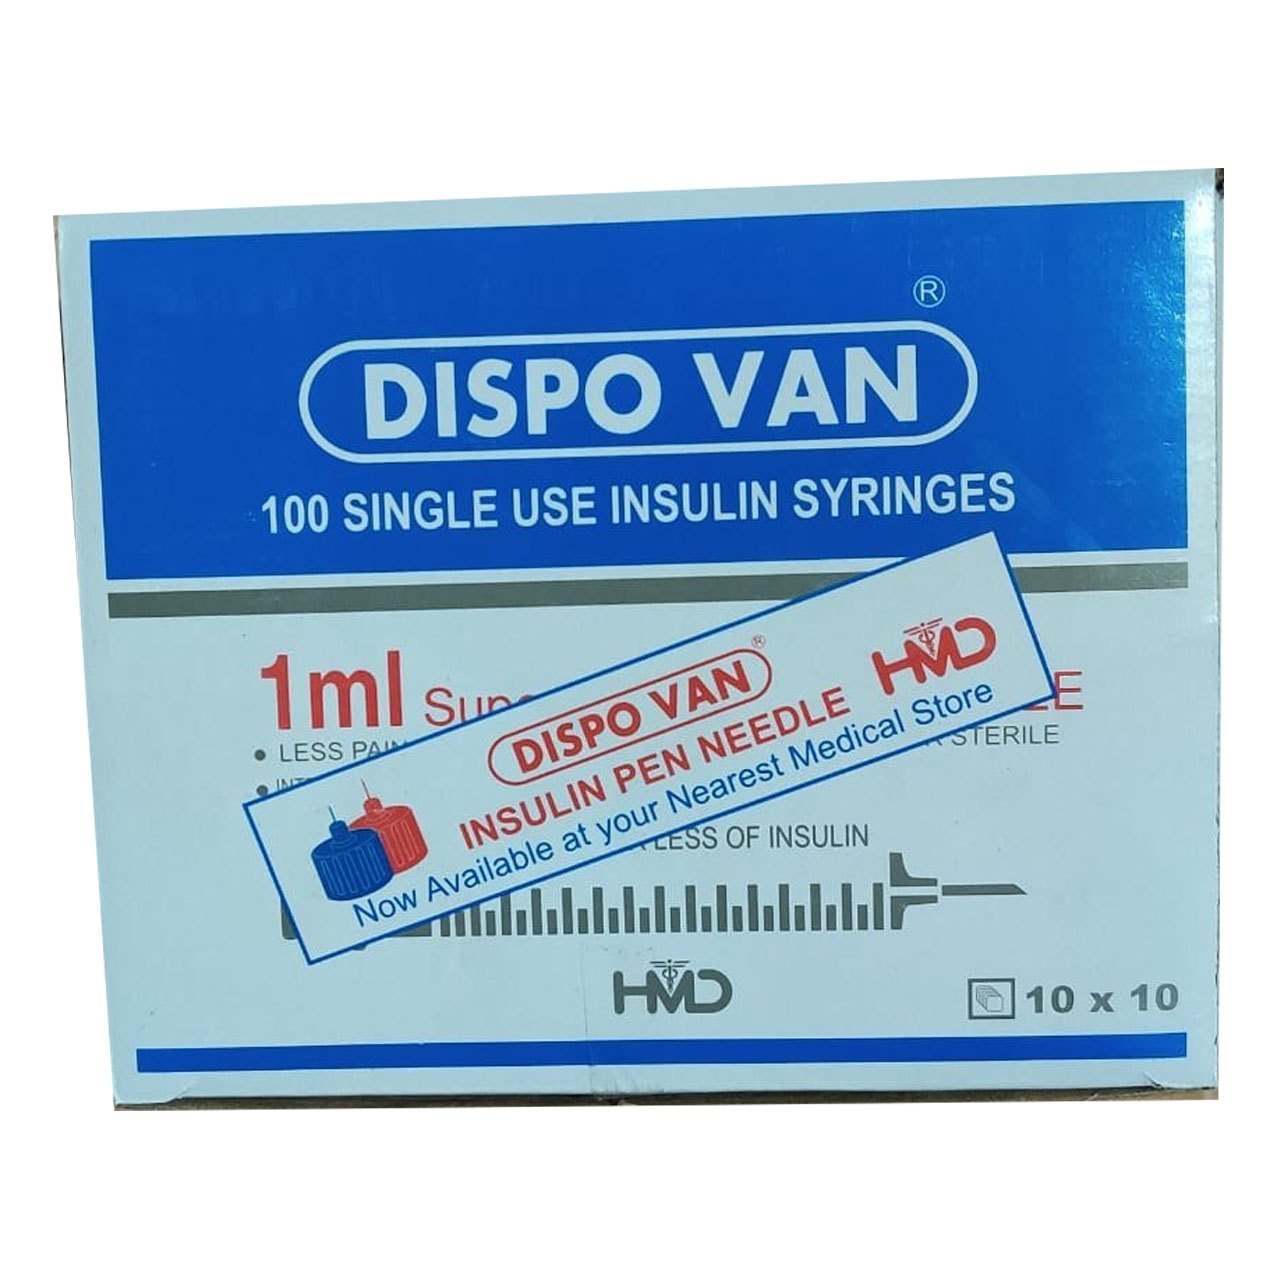 ®
DISPO VAN
100 SINGLE USE INSULIN SYRINGES
1ml
LESS PAIN
STERILE
LESS OF INSULIN
DISPO VAN®
HMD
INSULIN PEN NEEDLE
Now Available at your Nearest Medical Store
HMD
10 x 10